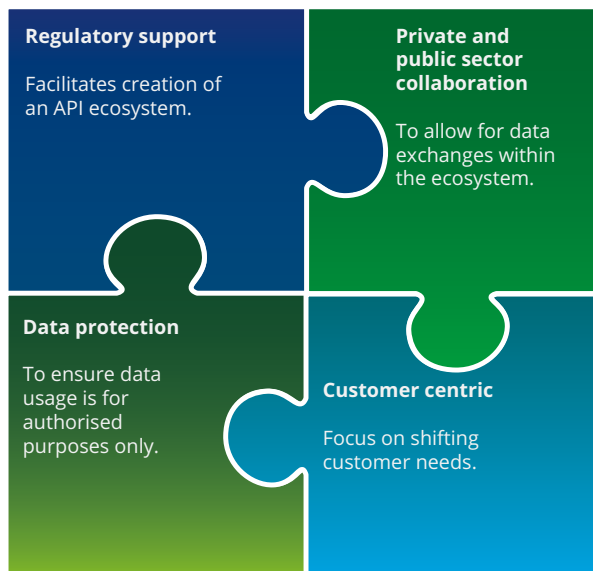 Regulatory support
Facilitates creation of
an API ecosystem.
Private and
public sector
collaboration
To allow for data
exchanges within
the ecosystem.
Data protection
To ensure data
usage is for
authorised
purposes only.
Customer centric
Focus on shifting
customer needs.